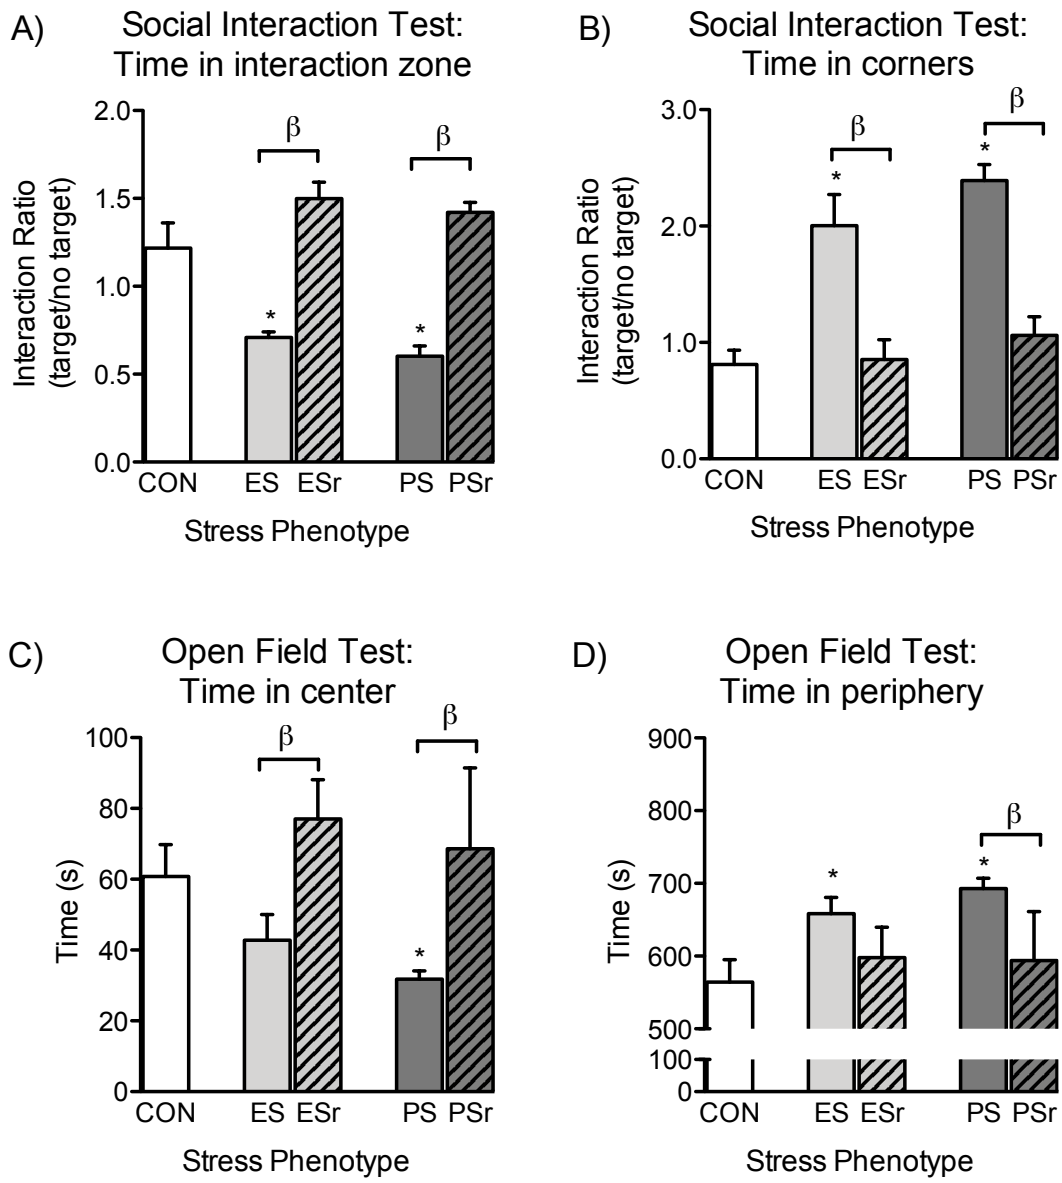 A)
Social Interaction Test:
Time in interaction zone
Interaction Ratio
(target/no target)
2.0
1.5
1.0
0.5
0.0
β
β
*
*
CON ES ESr PS PSr
Stress Phenotype
B)
Social Interaction Test:
Time in corners
Interaction Ratio
(target/no target)
3.0
2.0
1.0
0.0
β
β
*
*
CON ES ESr PS PSr
Stress Phenotype
C)
Open Field Test:
Time in center
Time (s)
100
80
60
40
20
0
β
β
*
CON ES ESr PS PSr
Stress Phenotype
D)
Open Field Test:
Time in periphery
Time (s)
900
800
700
600
500
100
0
β
*
*
CON ES ESr PS PSr
Stress Phenotype